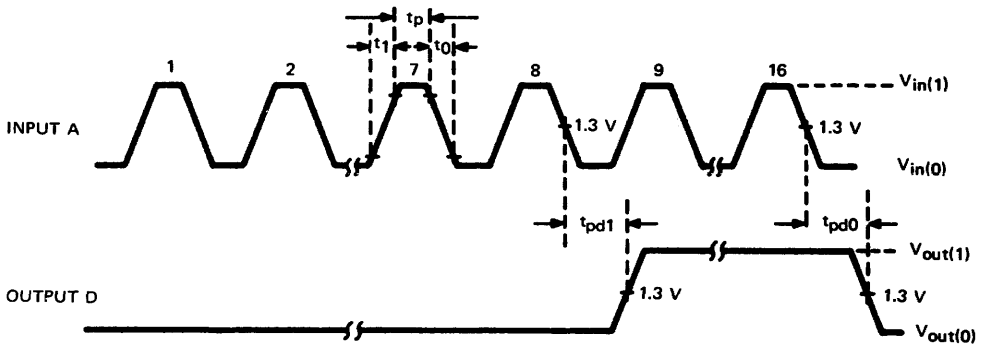 tp
t1 t0
1 2 7 8 9 16
Vin(1)
INPUT A
1.3 V 1.3 V
Vin(0)
tpd1 tpd0
Vout(1)
OUTPUT D
1.3 V 1.3 V
Vout(0)